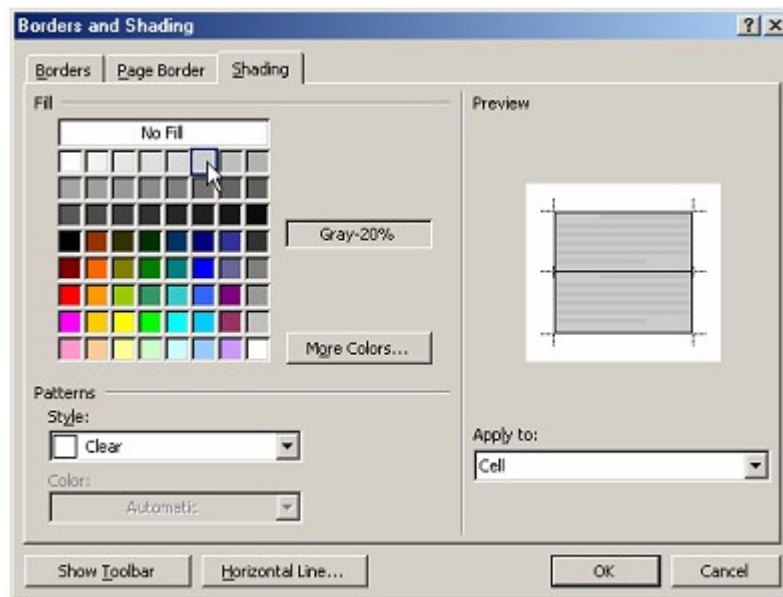 Borders and Shading
Borders Page Border Shading
Fill
No Fill
Gray-20%
More Colors...
Patterns
Style:
Clear
Color:
Automatic
Preview
Apply to:
Cell
Show Toolbar Horizontal Line... OK Cancel